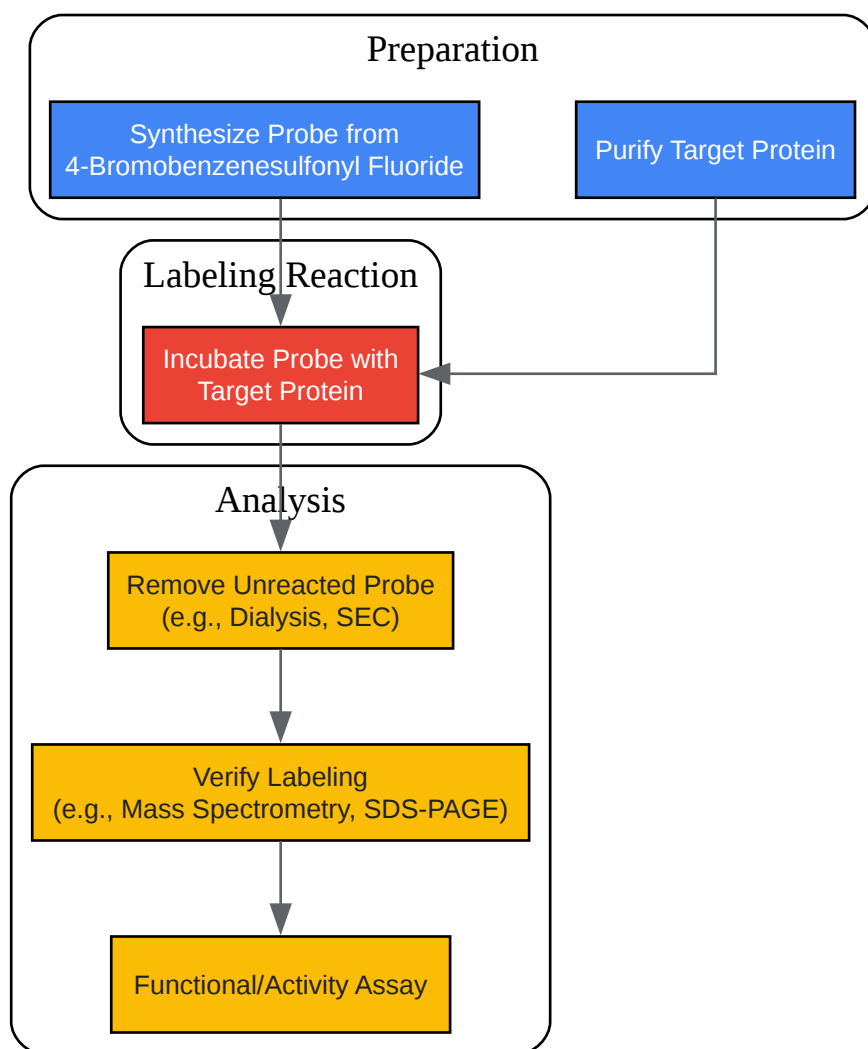 Preparation
Synthesize Probe from
4-Bromobenzenesulfonyl Fluoride
Purify Target Protein
Labeling Reaction
Incubate Probe with
Target Protein
Analysis
Remove Unreacted Probe
(e.g., Dialysis, SEC)
Verify Labeling
(e.g., Mass Spectrometry, SDS-PAGE)
Functional/Activity Assay